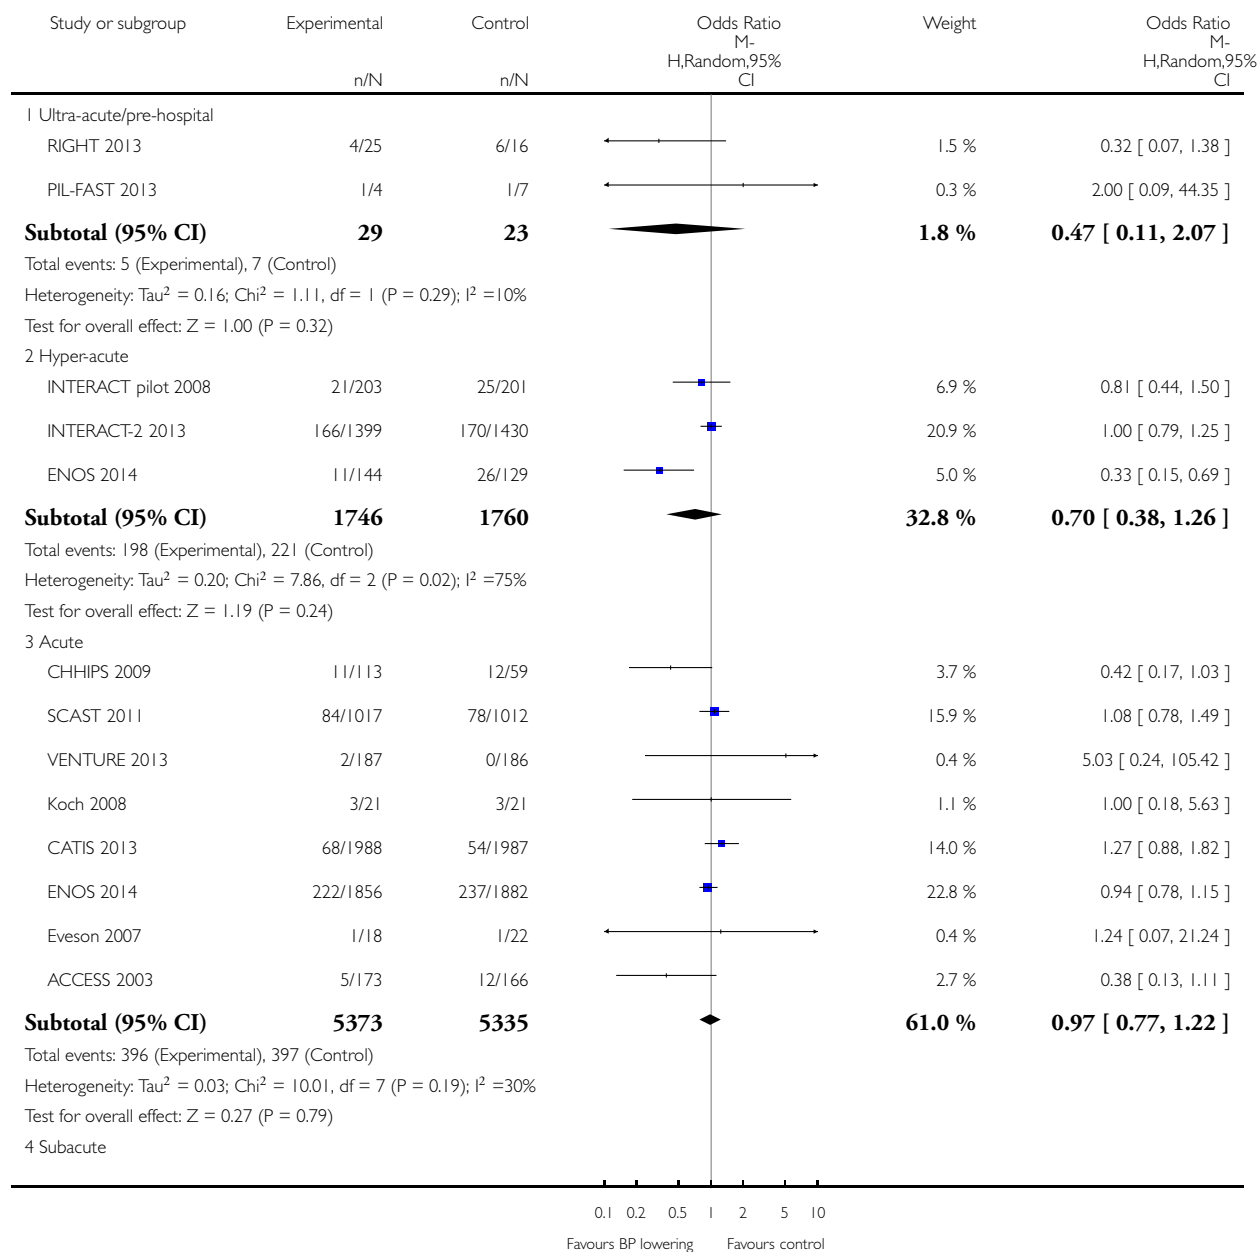 Study or subgroup Experimental Control Odds Ratio Weight Odds Ratio
M- M-
H,Random,95% H,Random,95%
n/N n/N CI CI
1 Ultra-acute/pre-hospital
RIGHT 2013 4/25 6/16 1.5 % 0.32 [ 0.07, 1.38 ]
PIL-FAST 2013 1/4 1/7 0.3 % 2.00 [ 0.09, 44.35 ]
Subtotal (95% CI) 29 23 1.8 % 0.47 [ 0.11, 2.07 ]
Total events: 5 (Experimental), 7 (Control)
Heterogeneity: Tau² = 0.16; Chi² = 1.11, df = 1 (P = 0.29); I² =10%
Test for overall effect: Z = 1.00 (P = 0.32)
2 Hyper-acute
INTERACT pilot 2008 21/203 25/201 6.9 % 0.81 [ 0.44, 1.50 ]
INTERACT-2 2013 166/1399 170/1430 20.9 % 1.00 [ 0.79, 1.25 ]
ENOS 2014 11/144 26/129 5.0 % 0.33 [ 0.15, 0.69 ]
Subtotal (95% CI) 1746 1760 32.8 % 0.70 [ 0.38, 1.26 ]
Total events: 198 (Experimental), 221 (Control)
Heterogeneity: Tau² = 0.20; Chi² = 7.86, df = 2 (P = 0.02); I² =75%
Test for overall effect: Z = 1.19 (P = 0.24)
3 Acute
CHHIPS 2009 11/113 12/59 3.7 % 0.42 [ 0.17, 1.03 ]
SCAST 2011 84/1017 78/1012 15.9 % 1.08 [ 0.78, 1.49 ]
VENTURE 2013 2/187 0/186 0.4 % 5.03 [ 0.24, 105.42 ]
Koch 2008 3/21 3/21 1.1 % 1.00 [ 0.18, 5.63 ]
CATIS 2013 68/1988 54/1987 14.0 % 1.27 [ 0.88, 1.82 ]
ENOS 2014 222/1856 237/1882 22.8 % 0.94 [ 0.78, 1.15 ]
Eveson 2007 1/18 1/22 0.4 % 1.24 [ 0.07, 21.24 ]
ACCESS 2003 5/173 12/166 2.7 % 0.38 [ 0.13, 1.11 ]
Subtotal (95% CI) 5373 5335 61.0 % 0.97 [ 0.77, 1.22 ]
Total events: 396 (Experimental), 397 (Control)
Heterogeneity: Tau² = 0.03; Chi² = 10.01, df = 7 (P = 0.19); I² =30%
Test for overall effect: Z = 0.27 (P = 0.79)
4 Subacute
0.1 0.2 0.5 1 2 5 10
Favours BP lowering Favours control